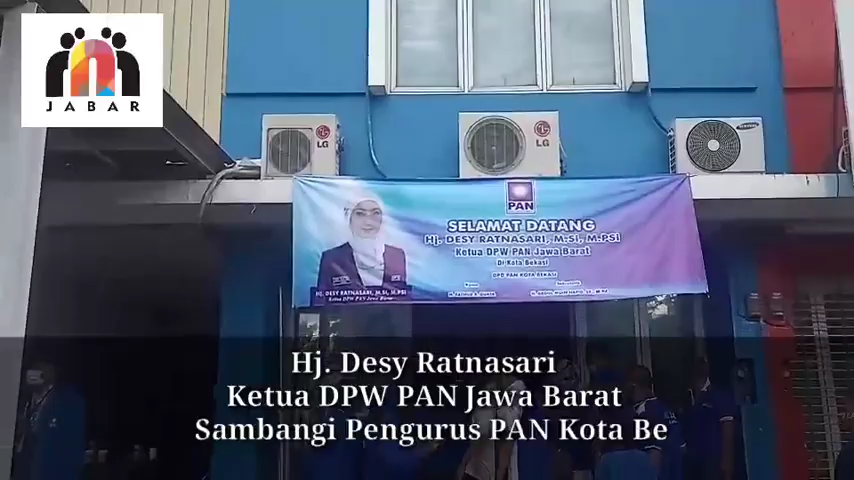 JABAR
LG
LG
SAMSUNG
PAN
SELAMAT DATANG
Hj. DESY RATNASARI, M.Si, M.PSi
Ketua DPW PAN Jawa Barat
Di Kota Bekasi
DPD PAN KOTA BEKASI
Hj. DESY RATNASARI, M.Si, M.PSi
Ketua DPW PAN Jawa Barat
Hj. Desy Ratnasari
Ketua DPW PAN Jawa Barat
Sambangi Pengurus PAN Kota Be